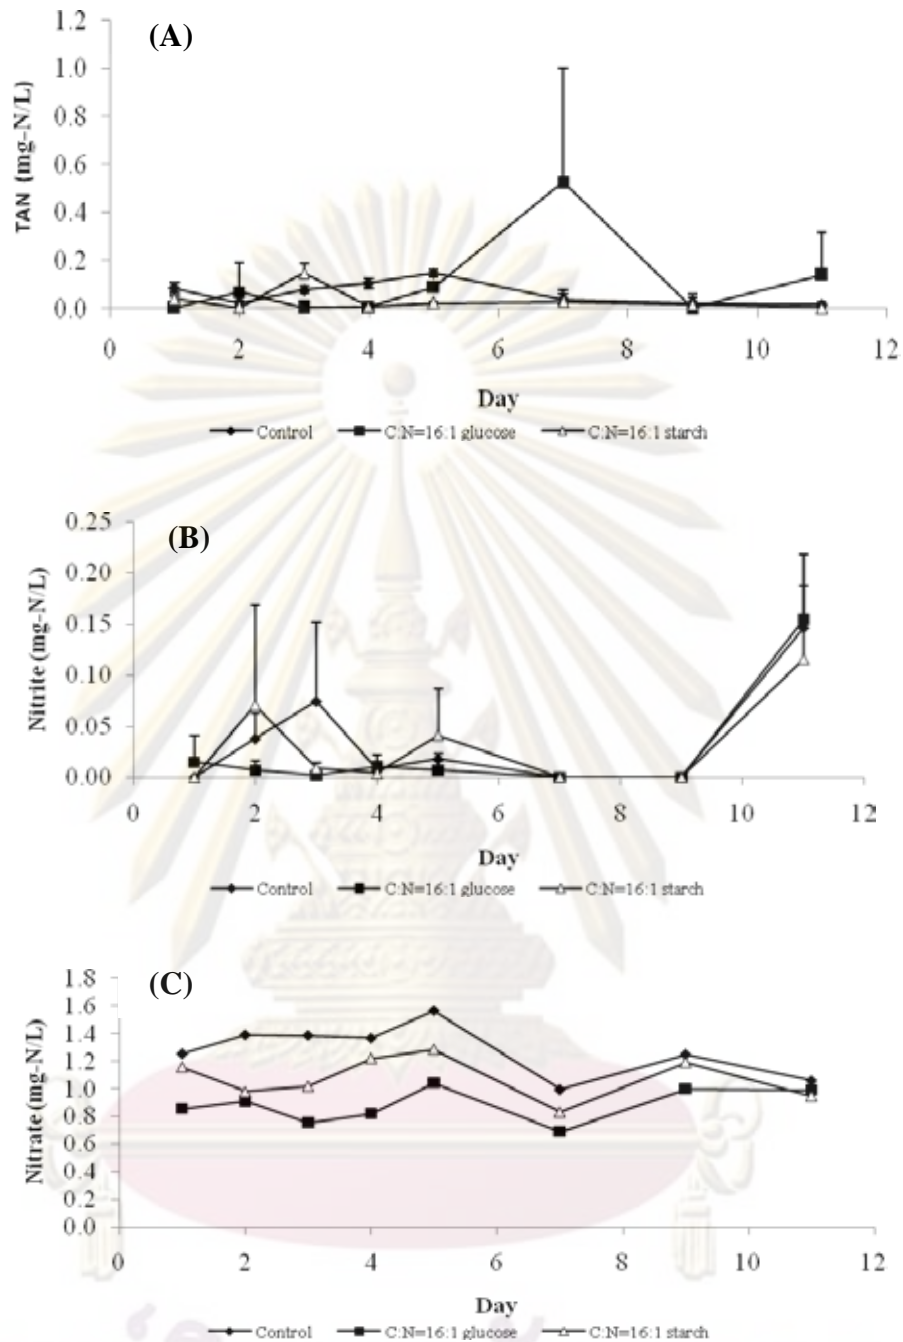 (A)
TAN (mg-N/L)
1.2
1.0
0.8
0.6
0.4
0.2
0.0
0 2 4 6 8 10 12
Day
Control C:N=16:1 glucose C:N=16:1 starch
(B)
Nitrite (mg-N/L)
0.25
0.20
0.15
0.10
0.05
0.00
0 2 4 6 8 10 12
Day
Control C:N=16:1 glucose C:N=16:1 starch
(C)
Nitrate (mg-N/L)
1.8
1.6
1.4
1.2
1.0
0.8
0.6
0.4
0.2
0.0
0 2 4 6 8 10 12
Day
Control C:N=16:1 glucose C:N=16:1 starch